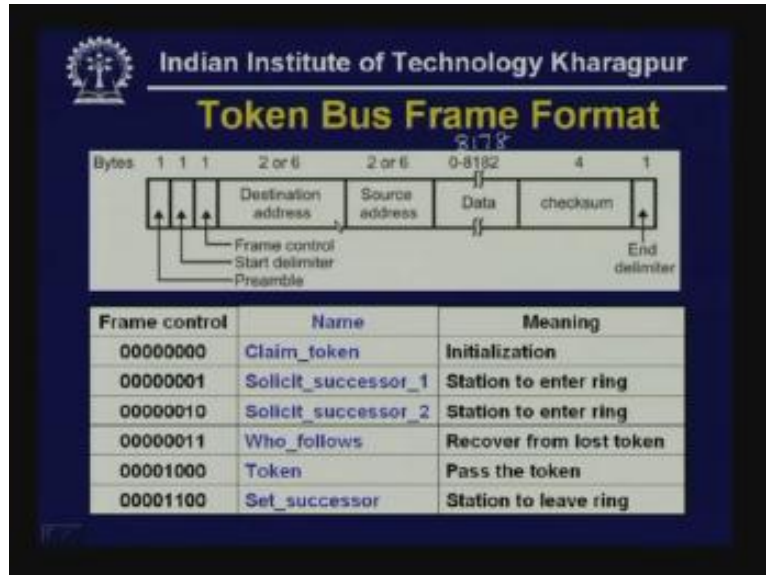 Indian Institute of Technology Kharagpur
Token Bus Frame Format
8178
Bytes 1 1 1 2 or 6 2 or 6 0-8182 4 1
Destination address Source address Data checksum
Frame control
Start delimiter
Preamble
End delimiter
Frame control Name Meaning
00000000 Claim_token Initialization
00000001 Solicit_successor_1 Station to enter ring
00000010 Solicit_successor_2 Station to enter ring
00000011 Who_follows Recover from lost token
00001000 Token Pass the token
00001100 Set_successor Station to leave ring